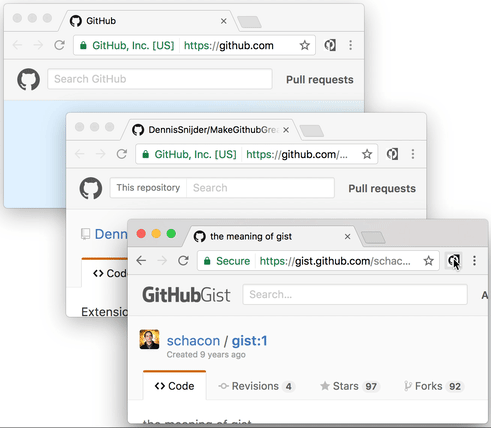 GitHub
GitHub, Inc. [US] https://github.com
Search GitHub
Pull requests
DennisSnijder/MakeGithubGre
GitHub, Inc. [US] https://github.com/...
This repository Search
Pull requests
Denn
<> Code
Extension
the meaning of gist
Secure https://gist.github.com/schac...
GitHubGist
Search...
A
schacon / gist:1
Created 9 years ago
<> Code
Revisions 4
Stars 97
Forks 92
the meaning of gist